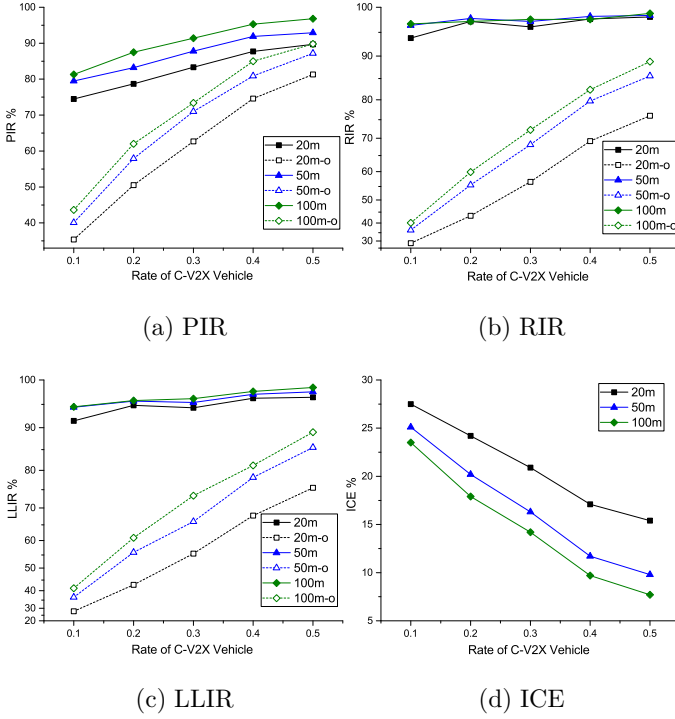 100
90
80
70
60
50
40
PIR %
20m
20m-o
50m
50m-o
100m
100m-o
0.1 0.2 0.3 0.4 0.5
Rate of C-V2X Vehicle
(a) PIR
100
90
80
70
60
50
40
30
RIR %
20m
20m-o
50m
50m-o
100m
100m-o
0.1 0.2 0.3 0.4 0.5
Rate of C-V2X Vehicle
(b) RIR
100
90
80
70
60
50
40
30
20
LLIR %
20m
20m-o
50m
50m-o
100m
100m-o
0.1 0.2 0.3 0.4 0.5
Rate of C-V2X Vehicle
(c) LLIR
30
25
20
15
10
5
ICE %
20m
50m
100m
0.1 0.2 0.3 0.4 0.5
Rate of C-V2X Vehicle
(d) ICE